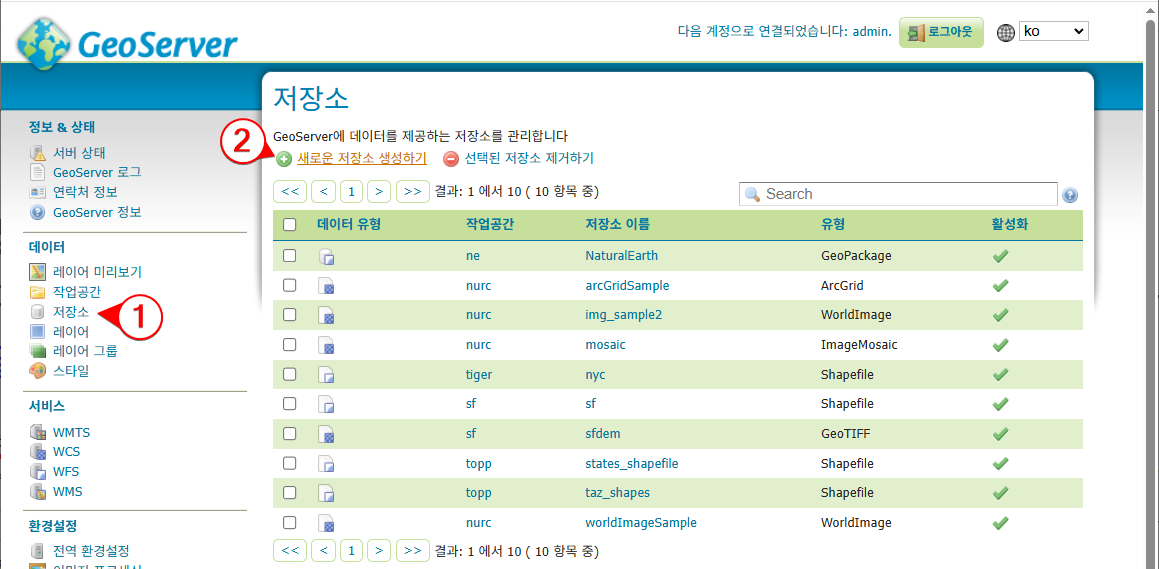 GeoServer
다음 계정으로 연결되었습니다: admin.
로그아웃
ko
정보 & 상태
서버 상태
GeoServer 로그
연락처 정보
GeoServer 정보
데이터
레이어 미리보기
작업공간
저장소
1
레이어
레이어 그룹
스타일
서비스
WMTS
WCS
WFS
WMS
환경설정
전역 환경설정
저장소
GeoServer에 데이터를 제공하는 저장소를 관리합니다
2
새로운 저장소 생성하기 선택된 저장소 제거하기
<< < 1 > >> 결과: 1 에서 10 ( 10 항목 중) Search
데이터 유형 작업공간 저장소 이름 유형 활성화
ne NaturalEarth GeoPackage
nurc arcGridSample ArcGrid
nurc img_sample2 WorldImage
nurc mosaic ImageMosaic
tiger nyc Shapefile
sf sf Shapefile
sf sfdem GeoTIFF
topp states_shapefile Shapefile
topp taz_shapes Shapefile
nurc worldImageSample WorldImage
<< < 1 > >> 결과: 1 에서 10 ( 10 항목 중)